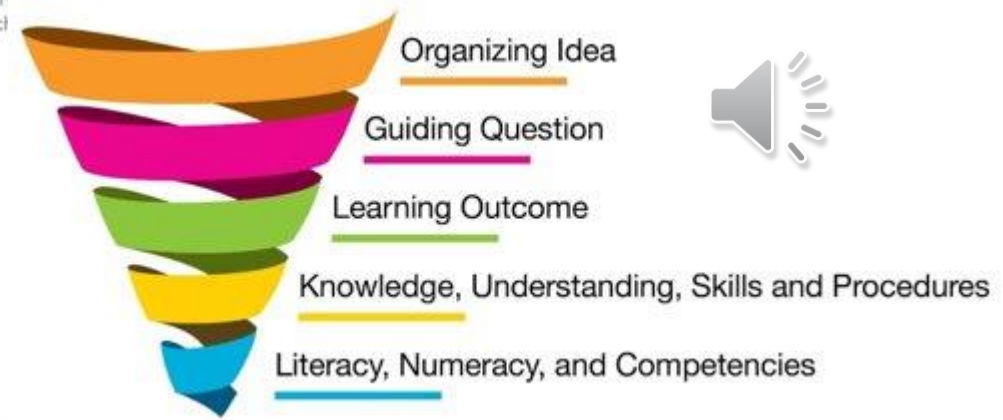 Organizing Idea
Guiding Question
Learning Outcome
Knowledge, Understanding, Skills and Procedures
Literacy, Numeracy, and Competencies